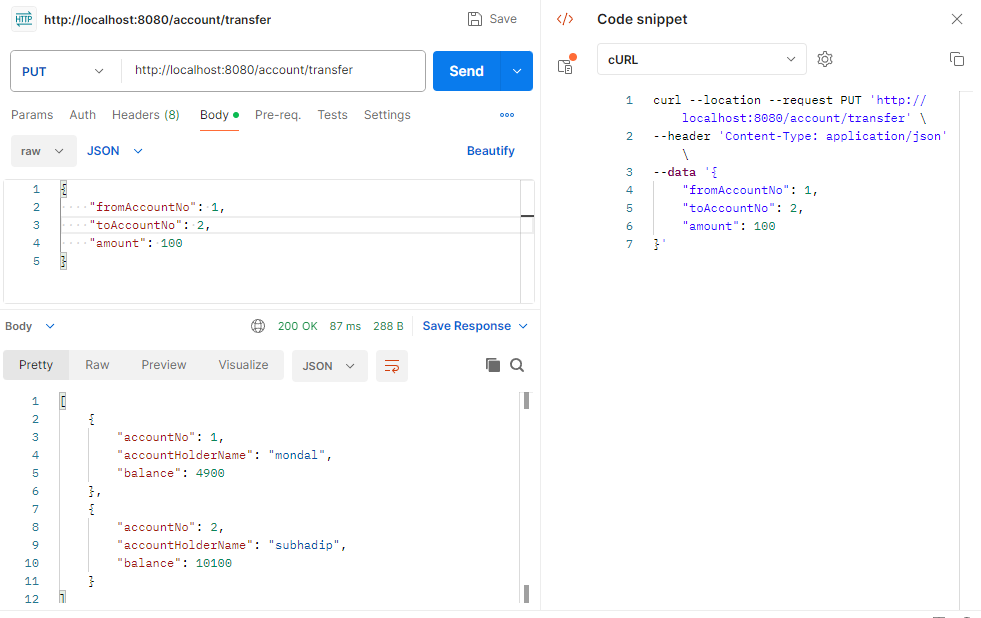 HTTP http://localhost:8080/account/transfer Save
PUT http://localhost:8080/account/transfer Send
Params Auth Headers (8) Body Pre-req. Tests Settings
raw JSON Beautify
1 {
2 "fromAccountNo": 1,
3 "toAccountNo": 2,
4 "amount": 100
5 }
Body 200 OK 87 ms 288 B Save Response
Pretty Raw Preview Visualize JSON
1 [
2 {
3 "accountNo": 1,
4 "accountHolderName": "mondal",
5 "balance": 4900
6 },
7 {
8 "accountNo": 2,
9 "accountHolderName": "subhadip",
10 "balance": 10100
11 }
12 ]
</> Code snippet
cURL
1 curl --location --request PUT 'http://
localhost:8080/account/transfer' \
2 --header 'Content-Type: application/json'
\
3 --data '{
4 "fromAccountNo": 1,
5 "toAccountNo": 2,
6 "amount": 100
7 }'